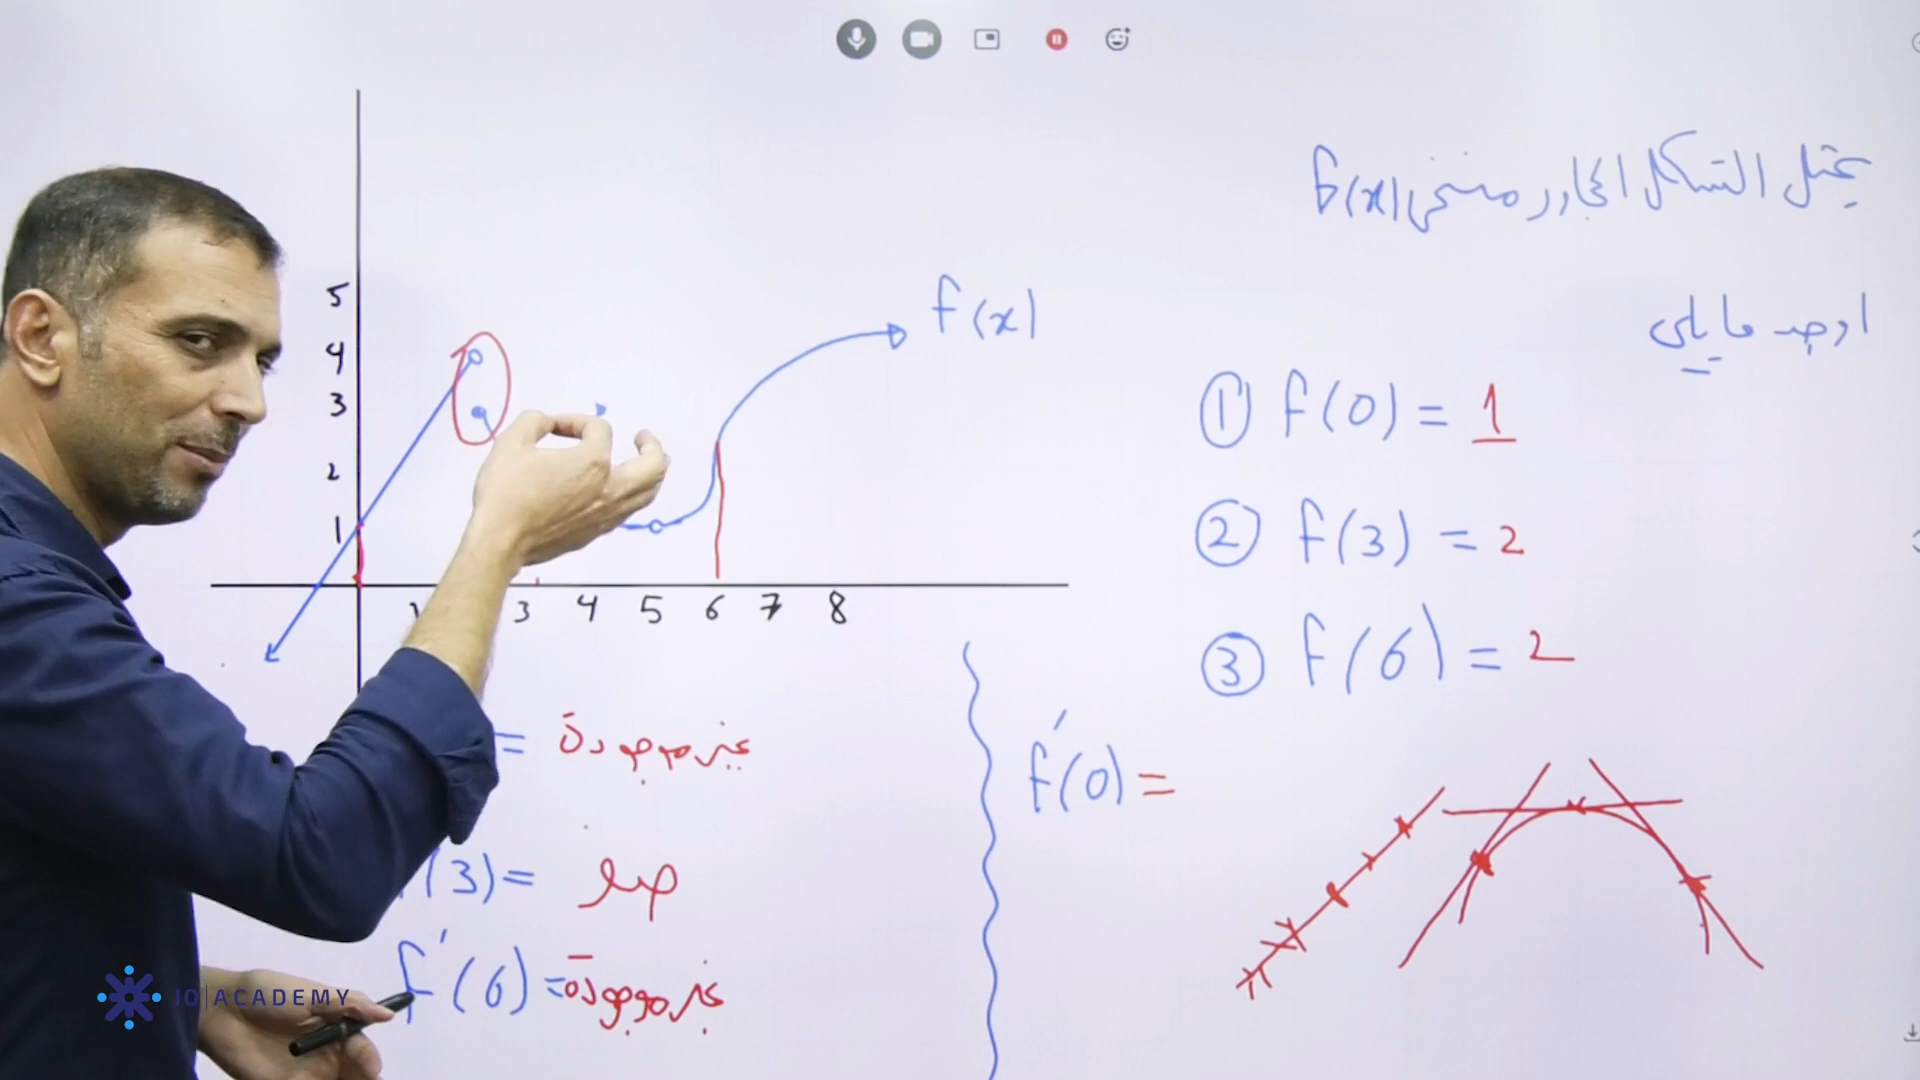 يمثل الشكل المجاور منحنى f(x)
اوجد ما يلي
f(x)
5
4
3
2
1
3 4 5 6 7 8
① f(0) = 1
② f(3) = 2
③ f(6) = 2
= غير موجودة
(3) = صفر
f'(6) = غير موجودة
f'(0) =
JO|ACADEMY